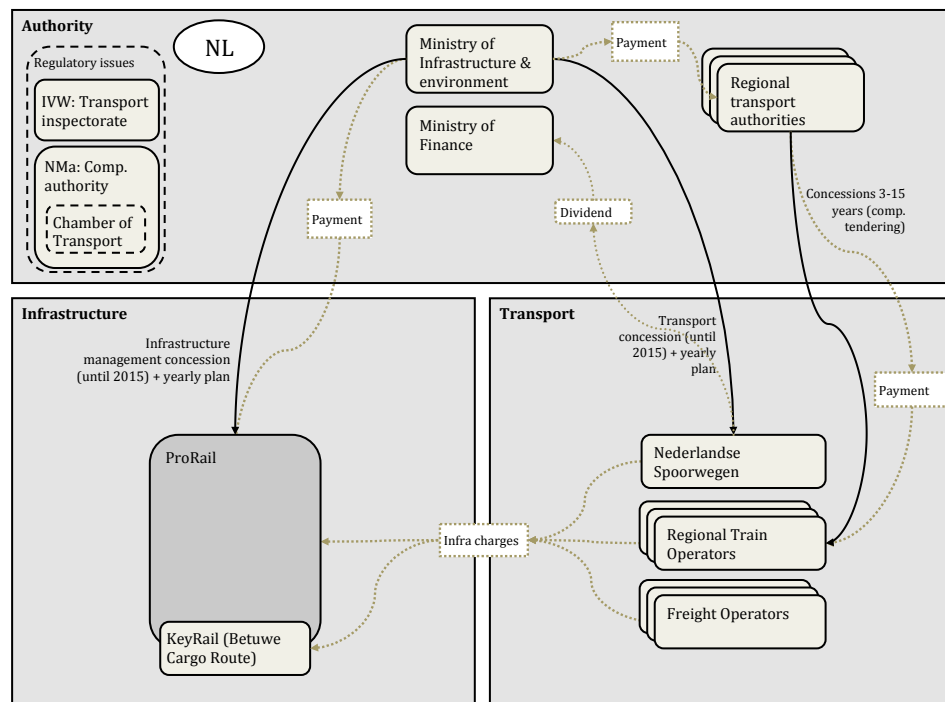 Authority
NL
Regulatory issues
IVW: Transport
inspectorate
NMa: Comp.
authority
Chamber of
Transport
Ministry of
Infrastructure &
environment
Ministry of
Finance
Payment
Regional
transport
authorities
Payment
Dividend
Concessions 3-15
years (comp.
tendering)
Infrastructure
Infrastructure
management concession
(until 2015) + yearly plan
Transport
Transport
concession (until
2015) + yearly
plan
Payment
ProRail
Nederlandse
Spoorwegen
Infra charges
Regional Train
Operators
Freight Operators
KeyRail (Betuwe
Cargo Route)